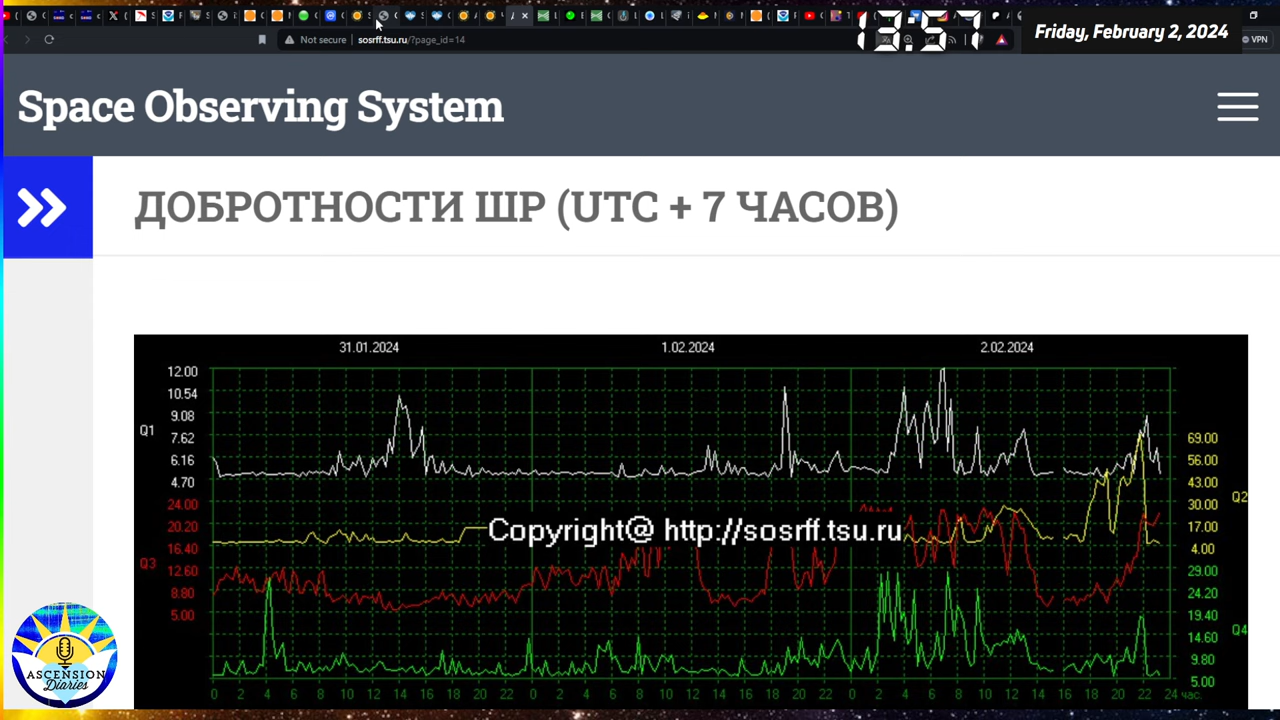 13:57
Friday, February 2, 2024
Not secure
sosrff.tsu.ru/?page_id=14
VPN
Space Observing System
ДОБРОТНОСТИ ШР (UTC + 7 ЧАСОВ)
31.01.2024 1.02.2024 2.02.2024
12.00
10.54
9.08
Q1
7.62
69.00
6.16
56.00
4.70
43.00
Q2
24.00
30.00
20.20
17.00
Copyright@ http://sosrff.tsu.ru
16.40
4.00
Q3
12.60
29.00
8.80
24.20
5.00
19.40
Q4
14.60
9.80
5.00
0 2 4 6 8 10 12 14 16 18 20 22 0 2 4 6 8 10 12 14 16 18 20 22 0 2 4 6 8 10 12 14 16 18 20 22 24 час.
ASCENSION
Diaries